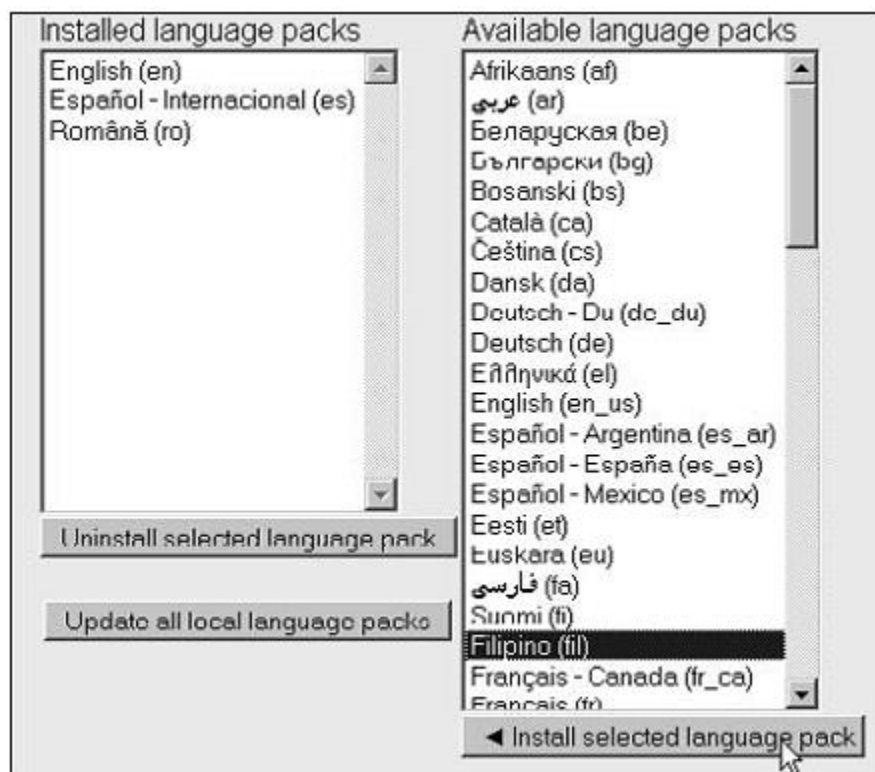 Installed language packs
English (en)
Español - Internacional (es)
Română (ro)
Uninstall selected language pack
Update all local language packs
Available language packs
Afrikaans (af)
عربي (ar)
Беларуская (be)
Български (bg)
Bosanski (bs)
Català (ca)
Čeština (cs)
Dansk (da)
Deutsch - Du (de_du)
Deutsch (de)
Ελληνικά (el)
English (en_us)
Español - Argentina (es_ar)
Español - España (es_es)
Español - Mexico (es_mx)
Eesti (et)
Euskara (eu)
فارسی (fa)
Suomi (fi)
Filipino (fil)
Français - Canada (fr_ca)
Français (fr)
◄ Install selected language pack